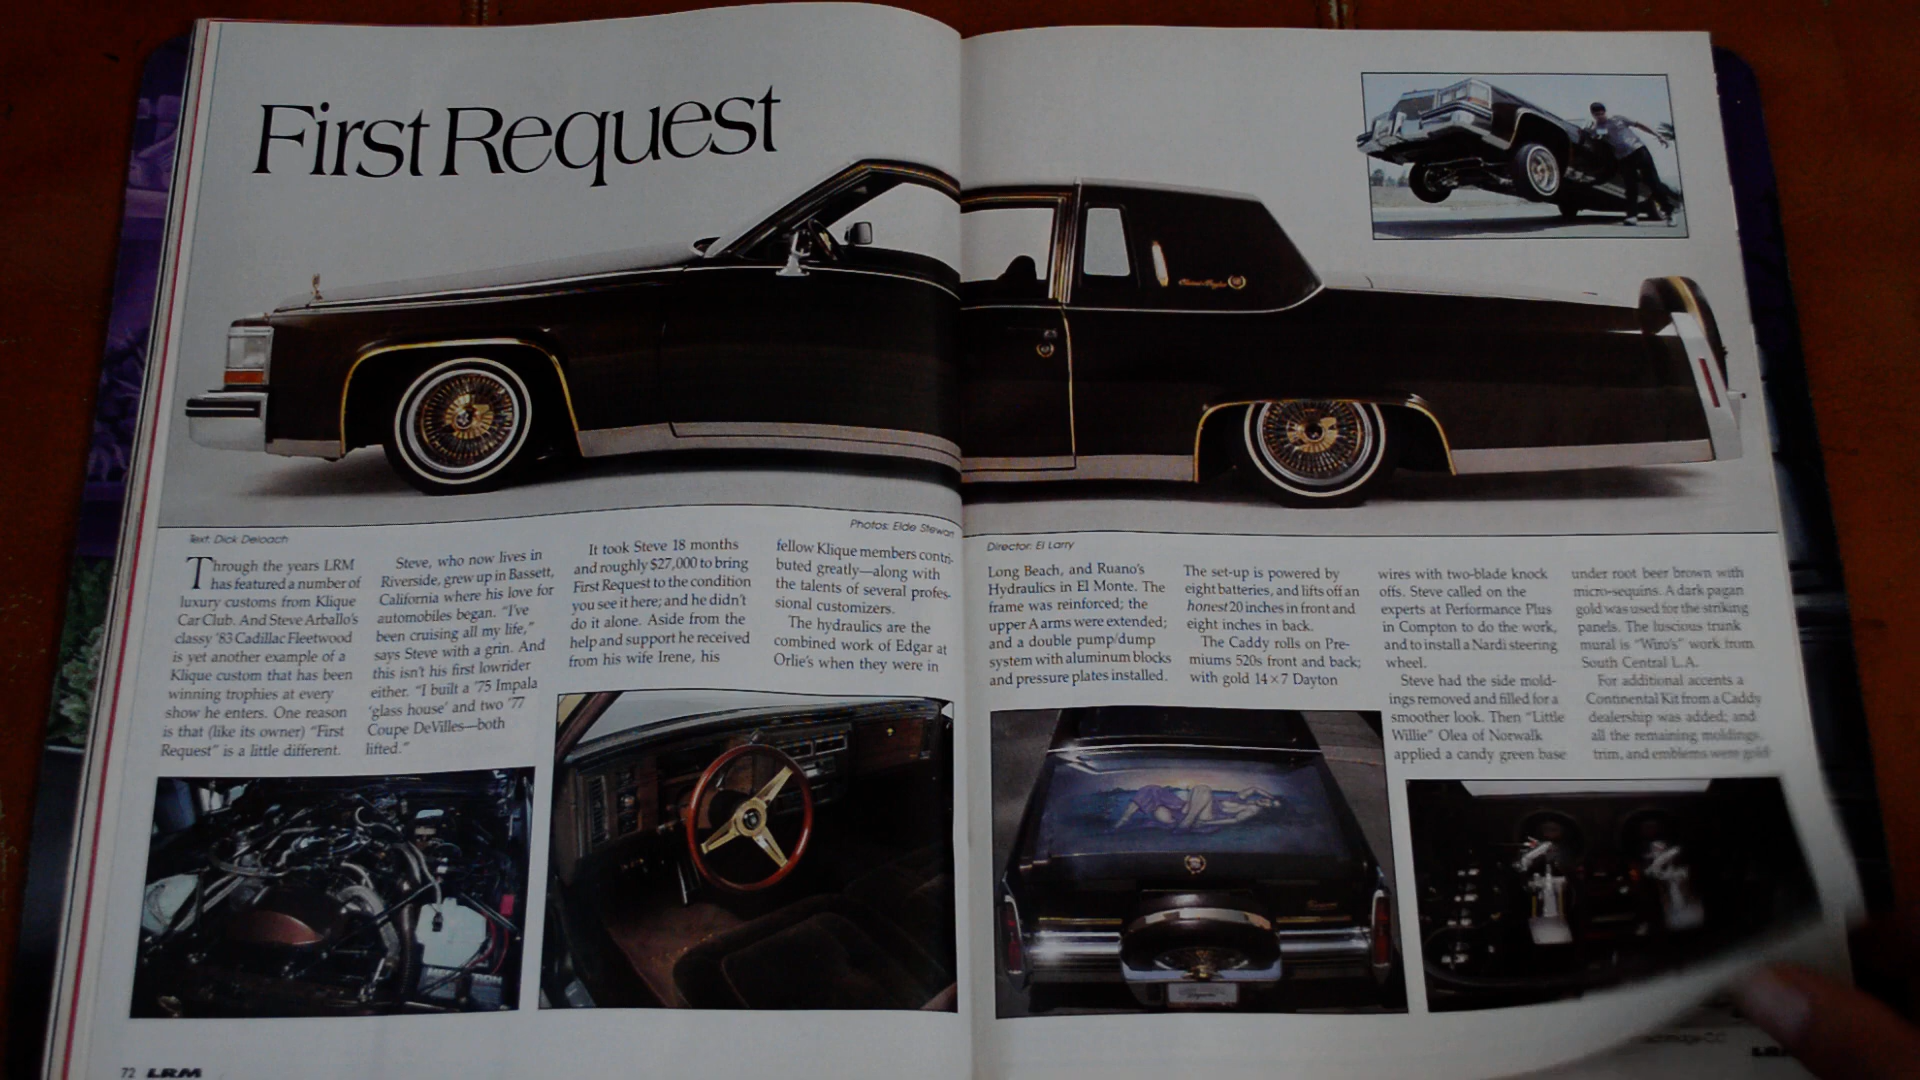 First Request
Text: Dick Deloach
Photos: Elde Stewart
Director: El Larry
Through the years LRM
has featured a number of
luxury customs from Klique
Car Club. And Steve Arballo's
classy '83 Cadillac Fleetwood
is yet another example of a
Klique custom that has been
winning trophies at every
show he enters. One reason
is that (like its owner) "First
Request" is a little different.
Steve, who now lives in
Riverside, grew up in Bassett,
California where his love for
automobiles began. "I've
been cruising all my life,"
says Steve with a grin. And
this isn't his first lowrider
either. "I built a '75 Impala
'glass house' and two '77
Coupe DeVilles—both
lifted."
It took Steve 18 months
and roughly $27,000 to bring
First Request to the condition
you see it here; and he didn't
do it alone. Aside from the
help and support he received
from his wife Irene, his
fellow Klique members contri-
buted greatly—along with
the talents of several profes-
sional customizers.
The hydraulics are the
combined work of Edgar at
Orlie's when they were in
Long Beach, and Ruano's
Hydraulics in El Monte. The
frame was reinforced; the
upper A arms were extended;
and a double pump/dump
system with aluminum blocks
and pressure plates installed.
The set-up is powered by
eight batteries, and lifts off an
honest 20 inches in front and
eight inches in back.
The Caddy rolls on Pre-
miums 520s front and back;
with gold 14×7 Dayton
wires with two-blade knock
offs. Steve called on the
experts at Performance Plus
in Compton to do the work,
and to install a Nardi steering
wheel.
Steve had the side mold-
ings removed and filled for a
smoother look. Then "Little
Willie" Olea of Norwalk
applied a candy green base
under root beer brown with
micro-sequins. A dark pagan
gold was used for the striking
panels. The luscious trunk
mural is "Wiro's" work from
South Central L.A.
For additional accents a
Continental Kit from a Caddy
dealership was added; and
all the remaining moldings,
trim, and emblems were gold
72 LRM